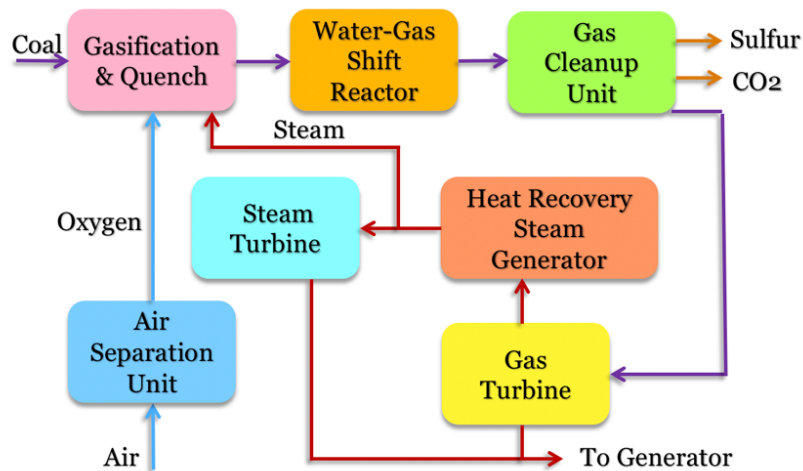 Coal
Gasification
& Quench
Water-Gas
Shift
Reactor
Gas
Cleanup
Unit
Sulfur
CO2
Steam
Oxygen
Steam
Turbine
Heat Recovery
Steam
Generator
Air
Separation
Unit
Gas
Turbine
Air
To Generator